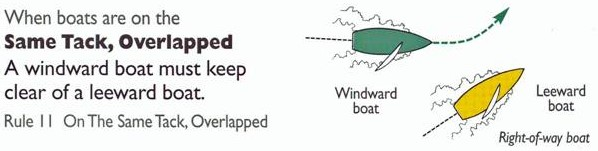 When boats are on the
Same Tack, Overlapped
A windward boat must keep
clear of a leeward boat.
Rule 11 On The Same Tack, Overlapped
Windward
boat
Leeward
boat
Right-of-way boat